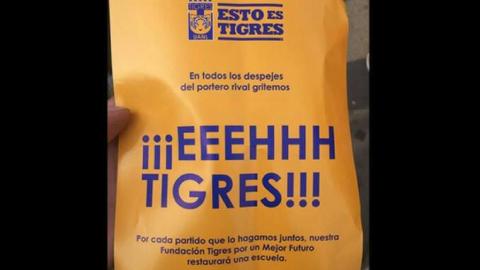 TIGRES
UANL
ESTO ES
TIGRES
En todos los despejes
del portero rival gritemos
¡¡¡EEEHHH
TIGRES!!!
Por cada partido que lo hagamos juntos, nuestra
Fundación Tigres por un Mejor Futuro
restaurará una escuela.